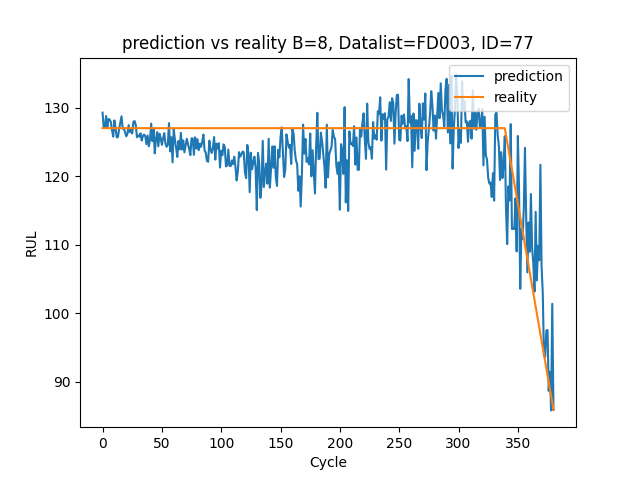 prediction vs reality B=8, Datalist=FD003, ID=77
prediction
reality
RUL
130
120
110
100
90
0 50 100 150 200 250 300 350
Cycle